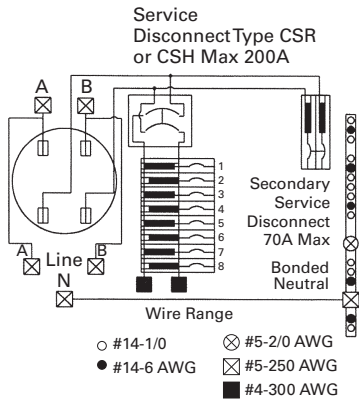 Service
Disconnect Type CSR
or CSH Max 200A
A
B
1
2
3
4
5
6
7
8
Secondary
Service
Disconnect
70A Max
A
Line
B
N
Bonded
Neutral
Wire Range
#14-1/0
#5-2/0 AWG
#14-6 AWG
#5-250 AWG
#4-300 AWG